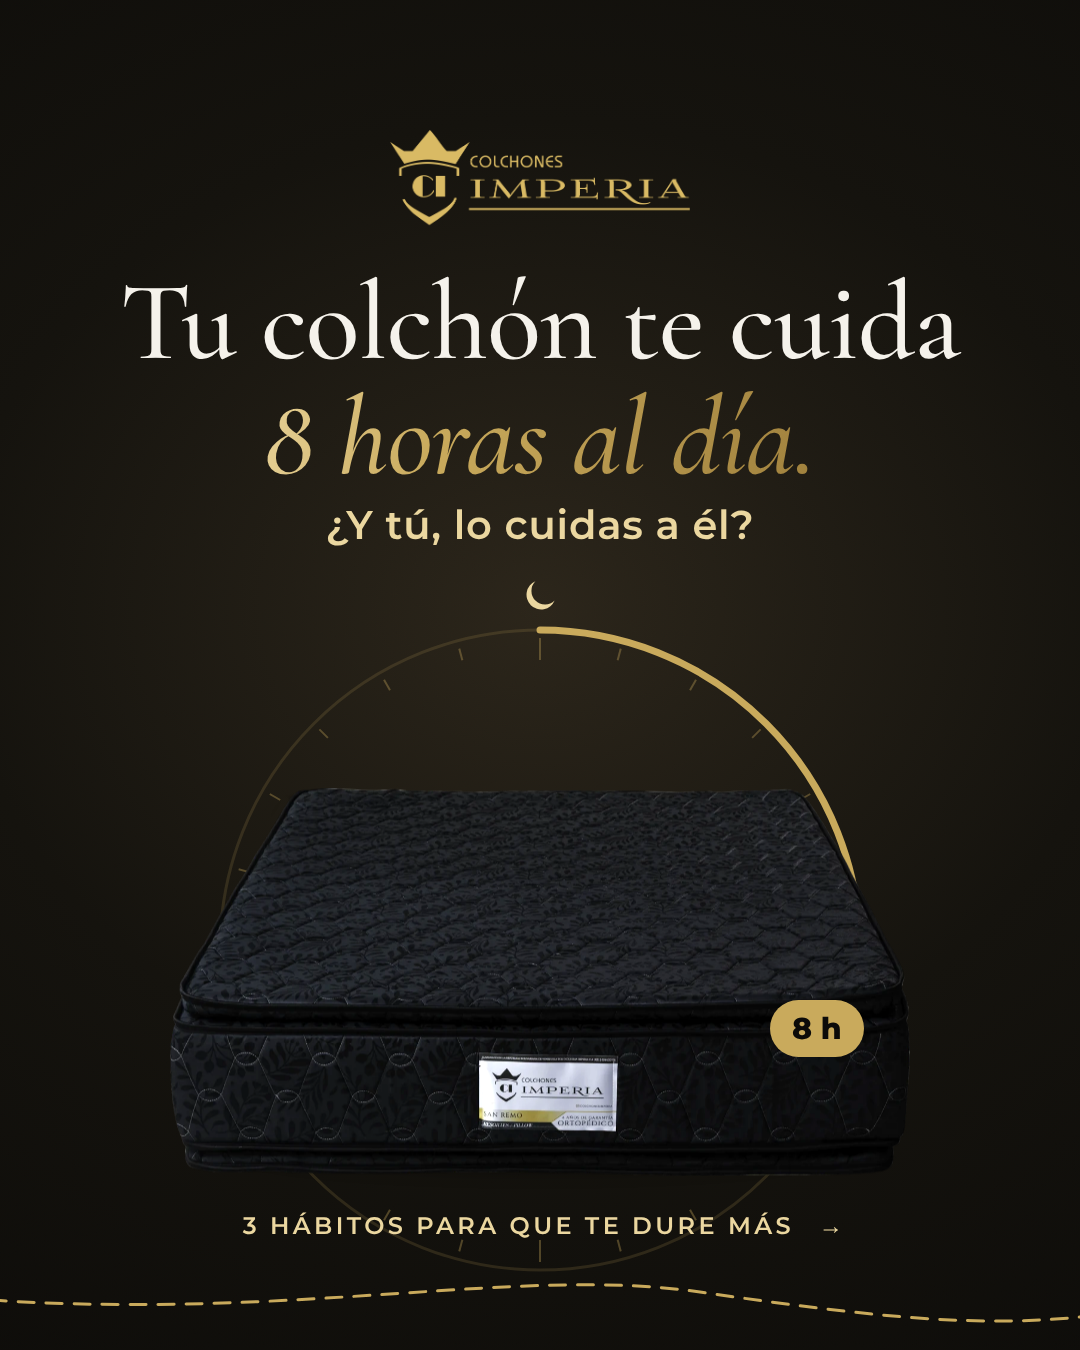 COLCHONES
IMPERIA
Tu colchón te cuida
8 horas al día.
¿Y tú, lo cuidas a él?
8 h
COLCHONES
IMPERIA
SAN REMO
ORTOPÉDICO
3 HÁBITOS PARA QUE TE DURE MÁS →